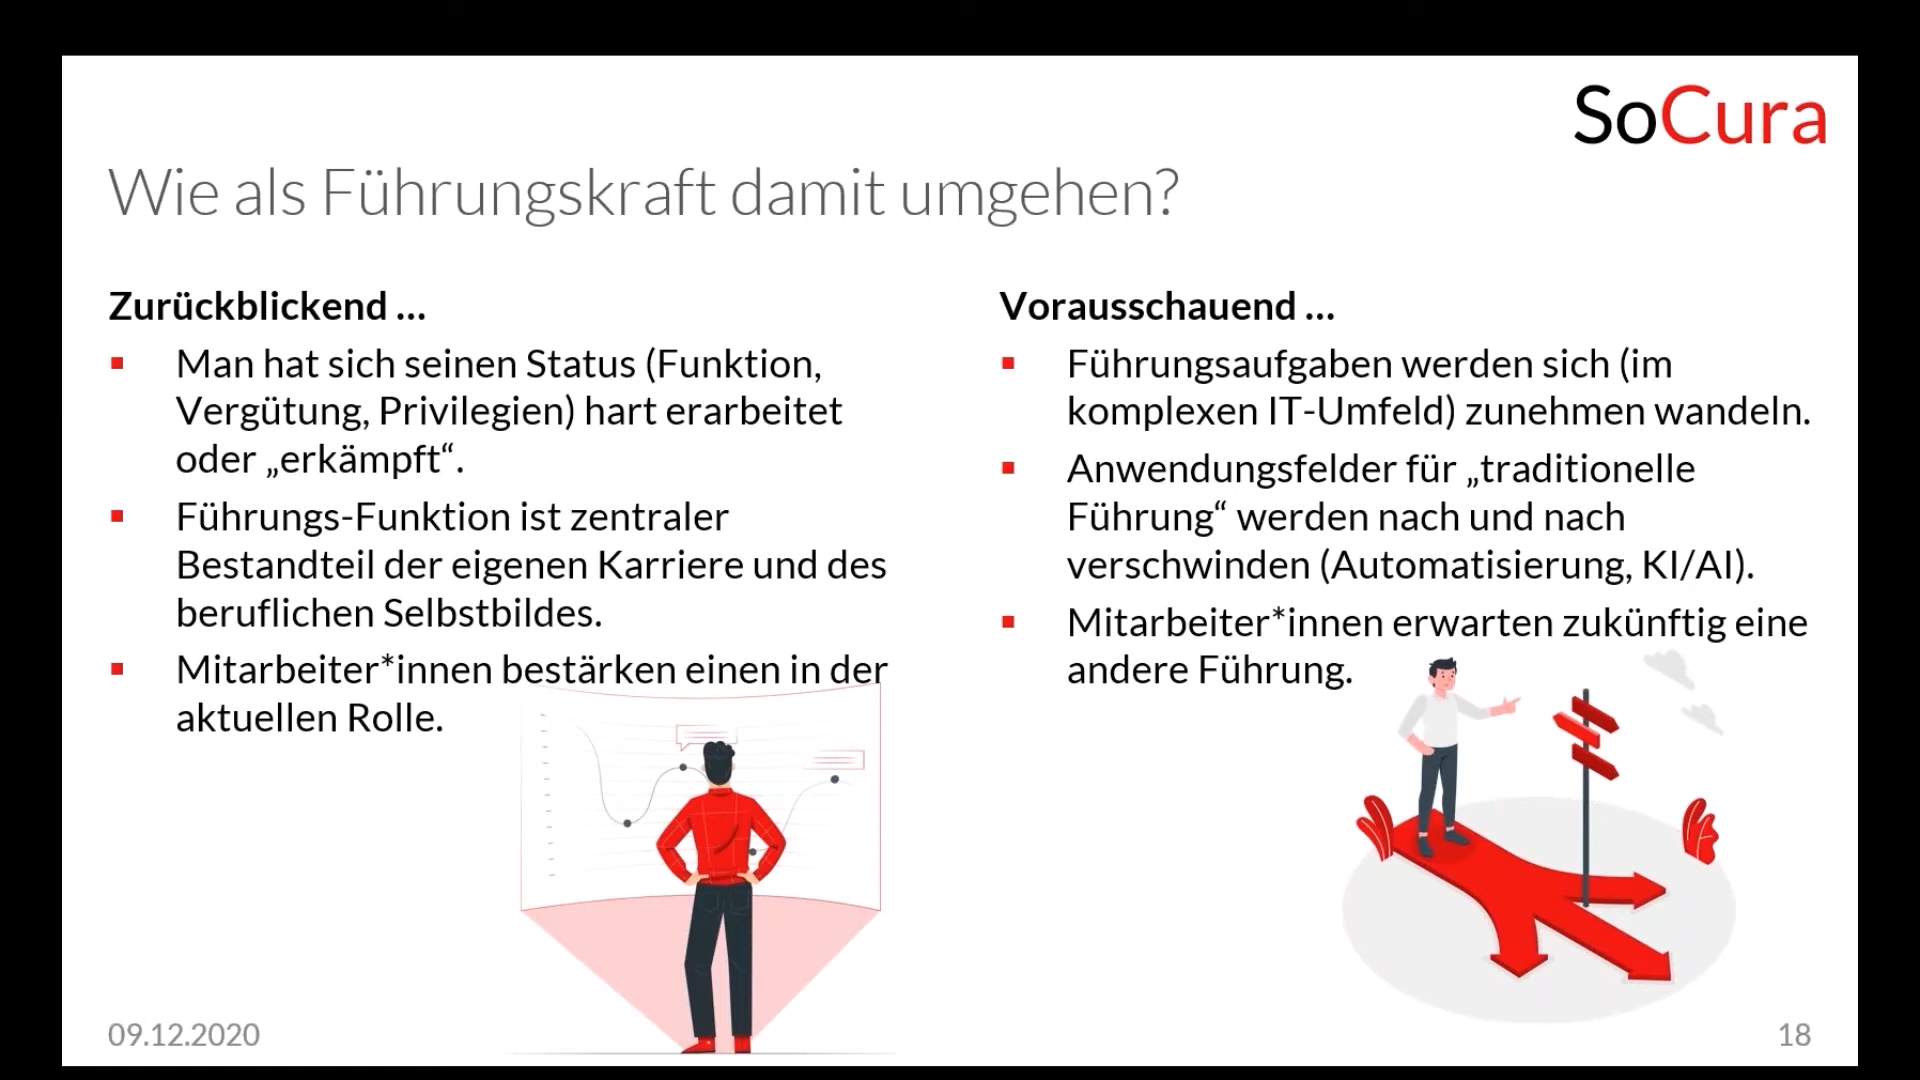 SoCura
Wie als Führungskraft damit umgehen?
Zurückblickend ...
Man hat sich seinen Status (Funktion,
Vergütung, Privilegien) hart erarbeitet
oder „erkämpft“.
Führungs-Funktion ist zentraler
Bestandteil der eigenen Karriere und des
beruflichen Selbstbildes.
Mitarbeiter*innen bestärken einen in der
aktuellen Rolle.
Vorausschauend ...
Führungsaufgaben werden sich (im
komplexen IT-Umfeld) zunehmen wandeln.
Anwendungsfelder für „traditionelle
Führung“ werden nach und nach
verschwinden (Automatisierung, KI/AI).
Mitarbeiter*innen erwarten zukünftig eine
andere Führung.
09.12.2020
18